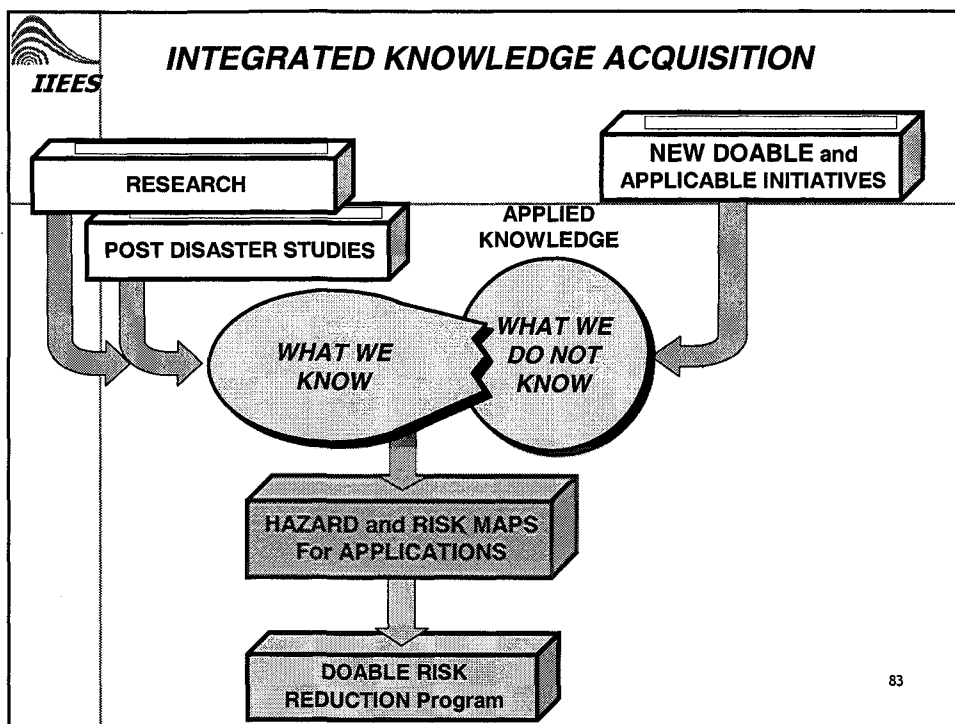 IIEES
INTEGRATED KNOWLEDGE ACQUISITION
RESEARCH
NEW DOABLE and
APPLICABLE INITIATIVES
POST DISASTER STUDIES
APPLIED
KNOWLEDGE
WHAT WE
KNOW
WHAT WE
DO NOT
KNOW
HAZARD and RISK MAPS
For APPLICATIONS
DOABLE RISK
REDUCTION Program
83